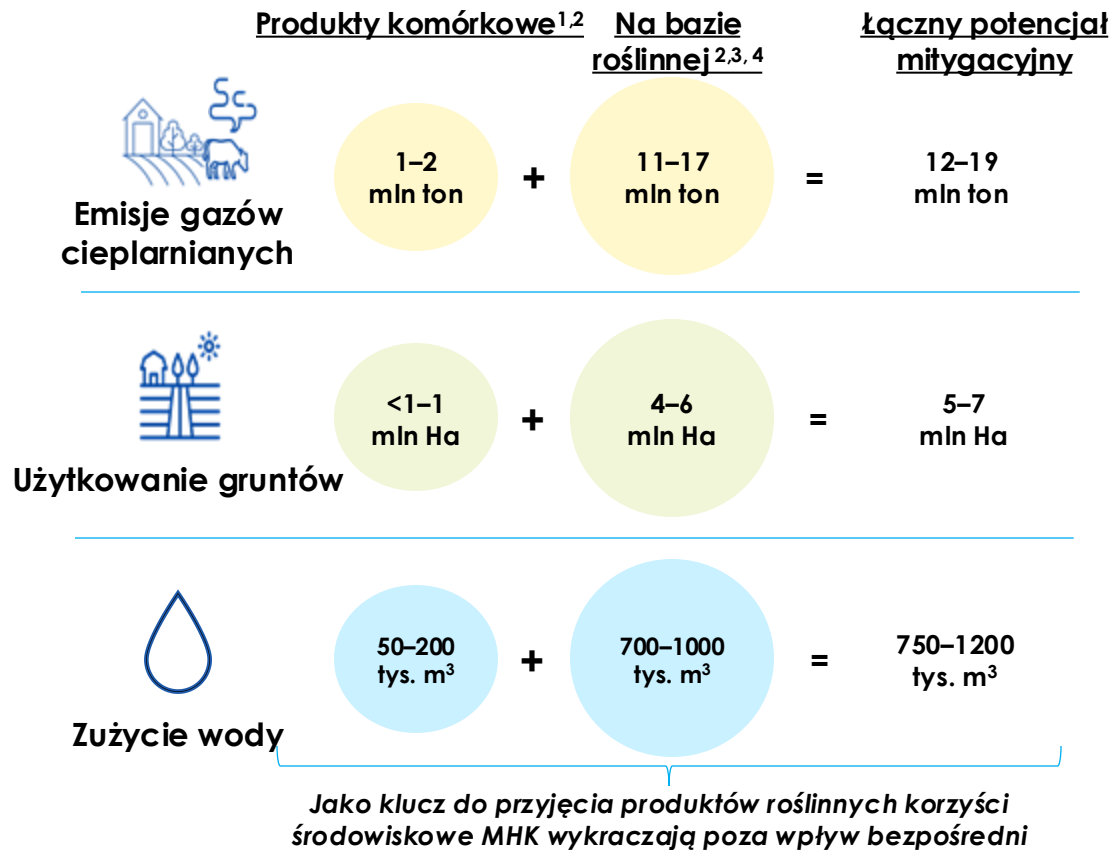 Produkty komórkowe1,2
Na bazie
roślinnej 2,3, 4
Łączny potencjał
mitygacyjny
Emisje gazów
cieplarnianych
1–2
mln ton
+
11–17
mln ton
=
12–19
mln ton
Użytkowanie gruntów
<1–1
mln Ha
+
4–6
mln Ha
=
5–7
mln Ha
Zużycie wody
50–200
tys. m³
+
700–1000
tys. m³
=
750–1200
tys. m³
Jako klucz do przyjęcia produktów roślinnych korzyści
środowiskowe MHK wykraczają poza wpływ bezpośredni